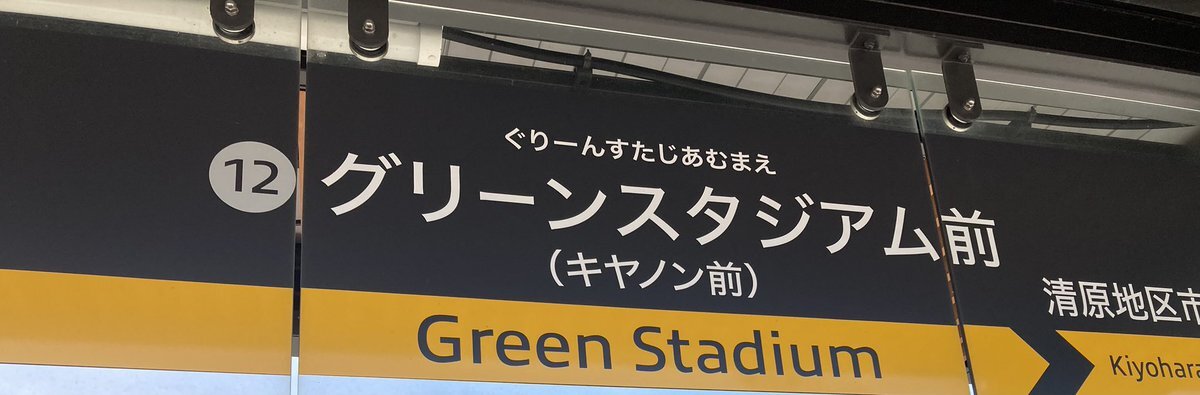 ぐりーんすたじあむまえ
12 グリーンスタジアム前
(キヤノン前)
Green Stadium
清原地区市
Kiyohara